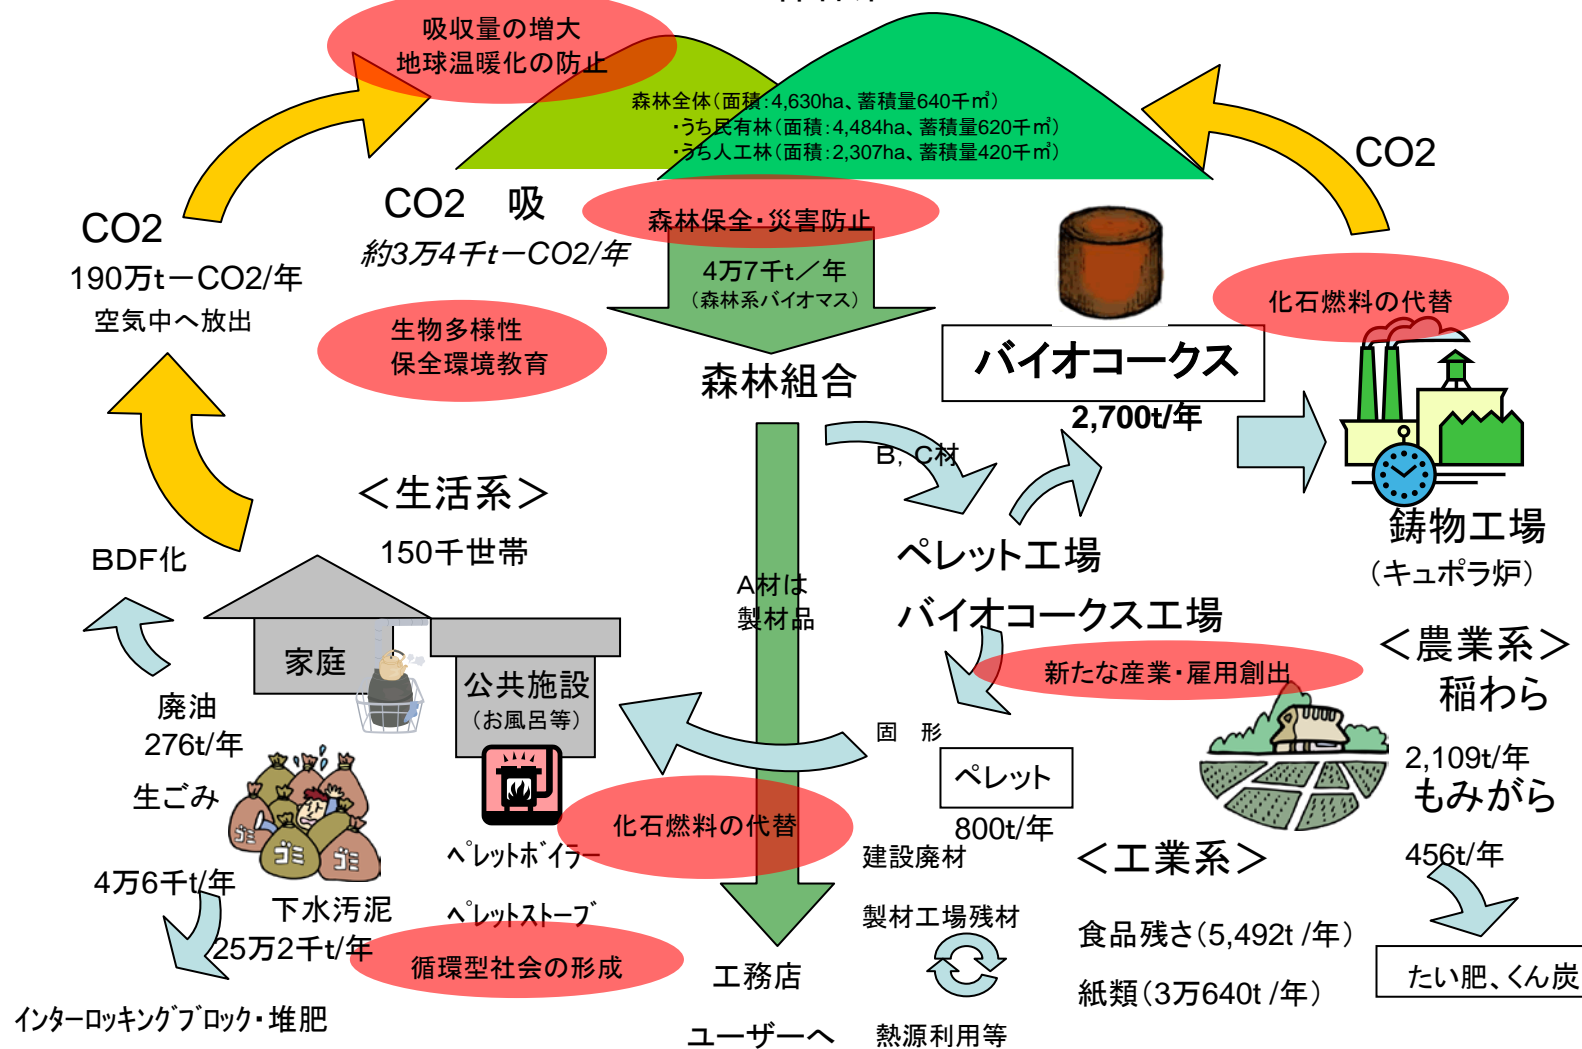 吸収量の増大
地球温暖化の防止
森林全体（面積：4,630ha、蓄積量640千㎥）
・うち民有林（面積：4,484ha、蓄積量620千㎥）
・うち人工林（面積：2,307ha、蓄積量420千㎥）
CO2
CO2　吸
約3万4千t－CO2/年
CO2
190万t－CO2/年
空気中へ放出
森林保全・災害防止
4万7千t／年
（森林系バイオマス）
化石燃料の代替
生物多様性
保全環境教育
森林組合
バイオコークス
2,700t/年
B，C材
＜生活系＞
150千世帯
BDF化
鋳物工場
（キュポラ炉）
ペレット工場
バイオコークス工場
A材は
製材品
家庭
公共施設
（お風呂等）
新たな産業・雇用創出
＜農業系＞
稲わら
2,109t/年
もみがら
456t/年
廃油
276t/年
生ごみ
ゴミ
ゴミ
ゴミ
4万6千t/年
固　形
ペレット
800t/年
化石燃料の代替
ﾍﾟﾚｯﾄﾎﾞｲﾗｰ
ﾍﾟﾚｯﾄｽﾄｰﾌﾞ
建設廃材
製材工場残材
＜工業系＞
食品残さ（5,492t /年）
紙類（3万640t /年）
下水汚泥
25万2千t/年
循環型社会の形成
工務店
ユーザーへ
熱源利用等
たい肥、くん炭
ｲﾝﾀｰﾛｯｷﾝｸﾞﾌﾞﾛｯｸ・堆肥